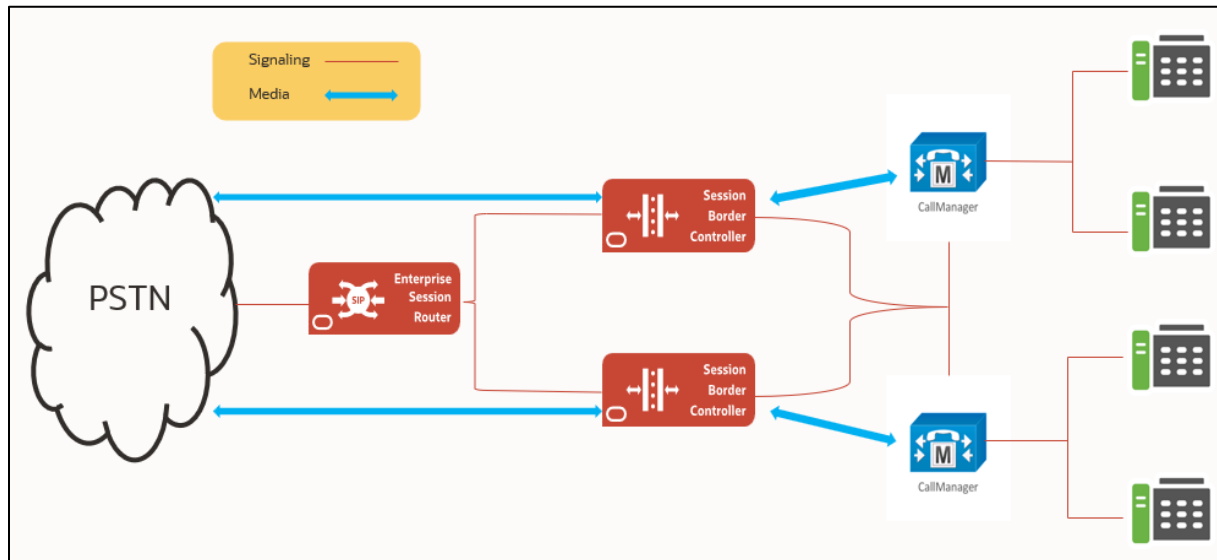 Signaling
Media
PSTN
SIP
Enterprise
Session
Router
Session
Border
Controller
Session
Border
Controller
M
CallManager
M
CallManager